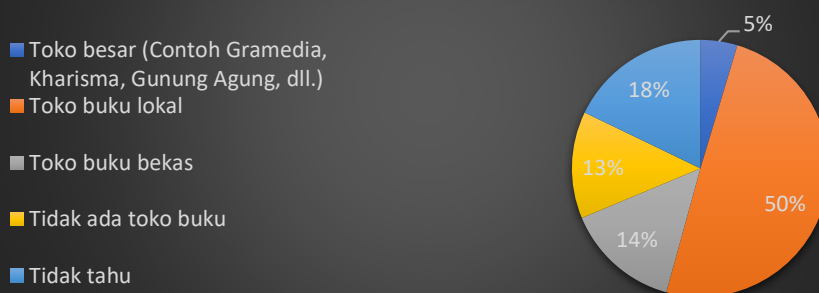 Toko besar (Contoh Gramedia,
Kharisma, Gunung Agung, dll.)
Toko buku lokal
Toko buku bekas
Tidak ada toko buku
Tidak tahu
5%
18%
13%
50%
14%